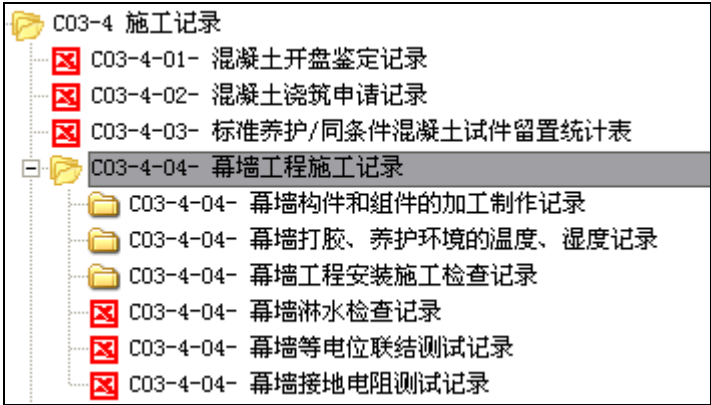 C03-4 施工记录
C03-4-01- 混凝土开盘鉴定记录
C03-4-02- 混凝土浇筑申请记录
C03-4-03- 标准养护/同条件混凝土试件留置统计表
C03-4-04- 幕墙工程施工记录
C03-4-04- 幕墙构件和组件的加工制作记录
C03-4-04- 幕墙打胶、养护环境的温度、湿度记录
C03-4-04- 幕墙工程安装施工检查记录
C03-4-04- 幕墙淋水检查记录
C03-4-04- 幕墙等电位联结测试记录
C03-4-04- 幕墙接地电阻测试记录